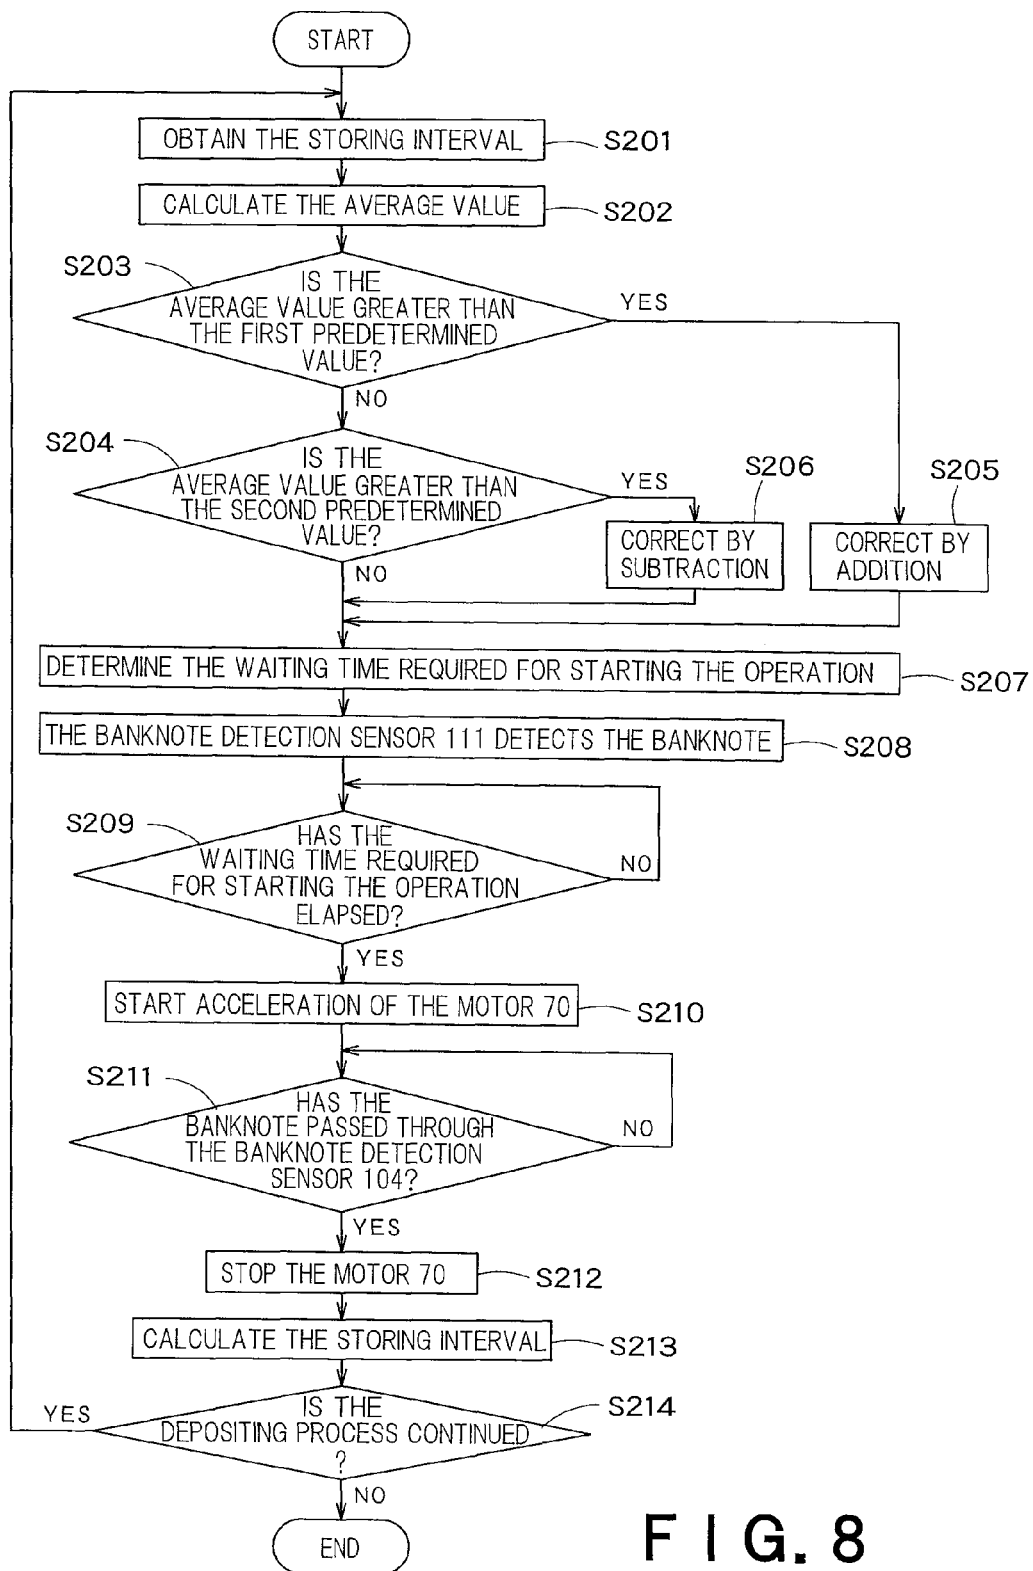 START
OBTAIN THE STORING INTERVAL
S201
CALCULATE THE AVERAGE VALUE
S202
S203
IS THE
AVERAGE VALUE GREATER THAN
THE FIRST PREDETERMINED
VALUE?
YES
NO
S204
IS THE
AVERAGE VALUE GREATER THAN
THE SECOND PREDETERMINED
VALUE?
YES
NO
S206
CORRECT BY
SUBTRACTION
S205
CORRECT BY
ADDITION
DETERMINE THE WAITING TIME REQUIRED FOR STARTING THE OPERATION
S207
THE BANKNOTE DETECTION SENSOR 111 DETECTS THE BANKNOTE
S208
S209
HAS THE
WAITING TIME REQUIRED
FOR STARTING THE OPERATION
ELAPSED?
NO
YES
START ACCELERATION OF THE MOTOR 70
S210
S211
HAS THE
BANKNOTE PASSED THROUGH
THE BANKNOTE DETECTION
SENSOR 104?
NO
YES
STOP THE MOTOR 70
S212
CALCULATE THE STORING INTERVAL
S213
YES
IS THE
DEPOSITING PROCESS CONTINUED
?
S214
NO
END
FIG. 8